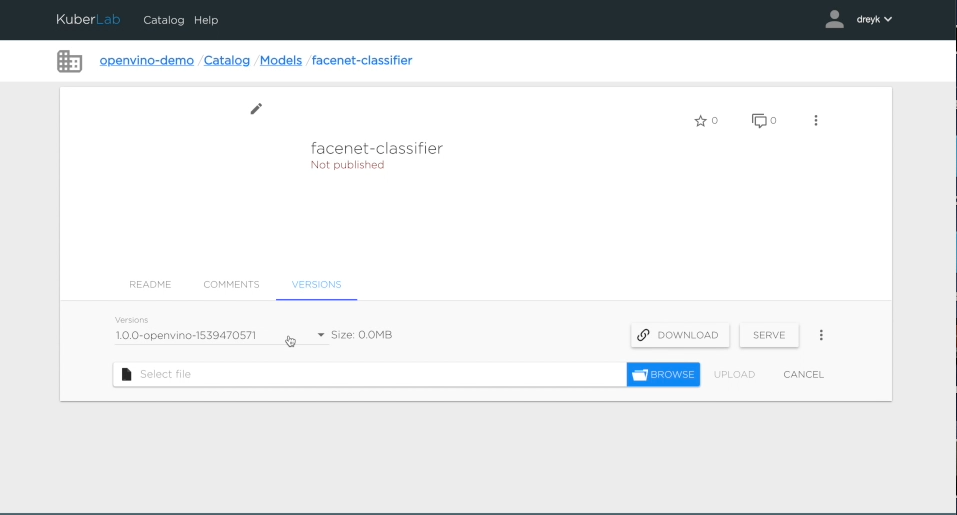 KuberLab Catalog Help dreyk
openvino-demo / Catalog / Models / facenet-classifier
0 0
facenet-classifier
Not published
README COMMENTS VERSIONS
Versions
1.0.0-openvino-1539470571 Size: 0.0MB DOWNLOAD SERVE
Select file BROWSE UPLOAD CANCEL